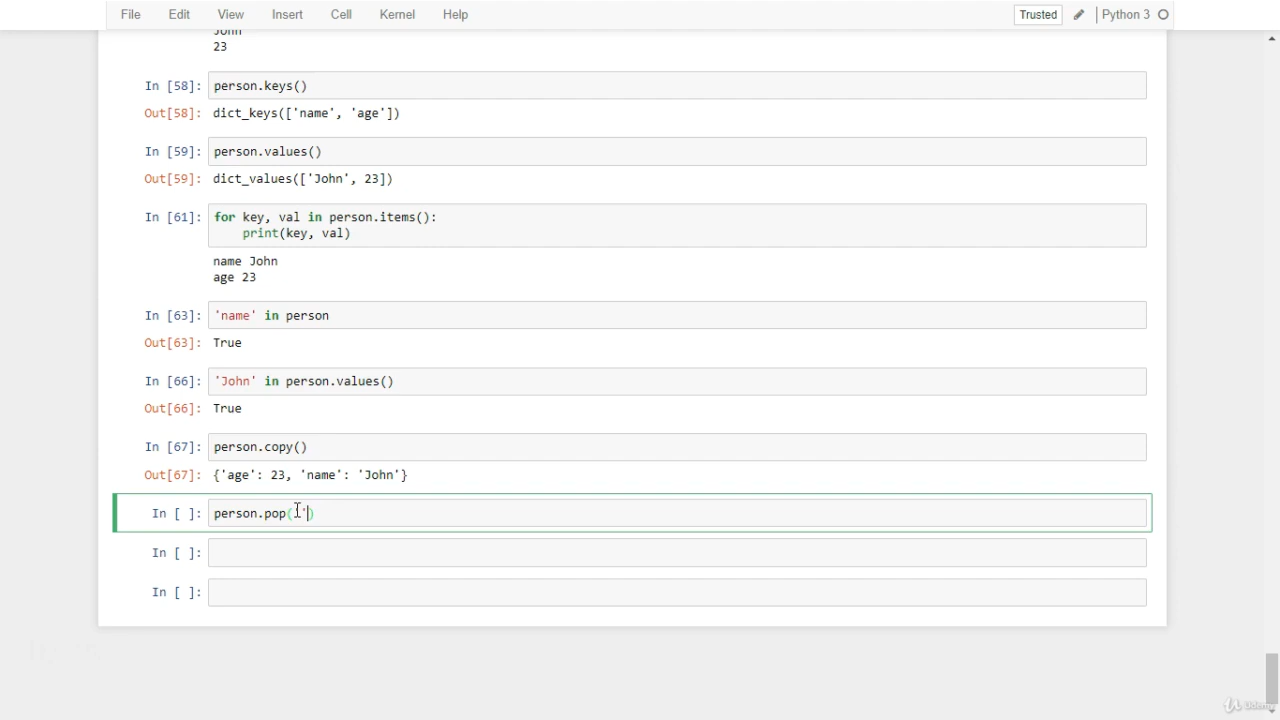 File Edit View Insert Cell Kernel Help Trusted Python 3
John
23
In [58]: person.keys()
Out[58]: dict_keys(['name', 'age'])
In [59]: person.values()
Out[59]: dict_values(['John', 23])
In [61]: for key, val in person.items():
print(key, val)
name John
age 23
In [63]: 'name' in person
Out[63]: True
In [66]: 'John' in person.values()
Out[66]: True
In [67]: person.copy()
Out[67]: {'age': 23, 'name': 'John'}
In [ ]: person.pop('')
In [ ]:
In [ ]:
Udemy